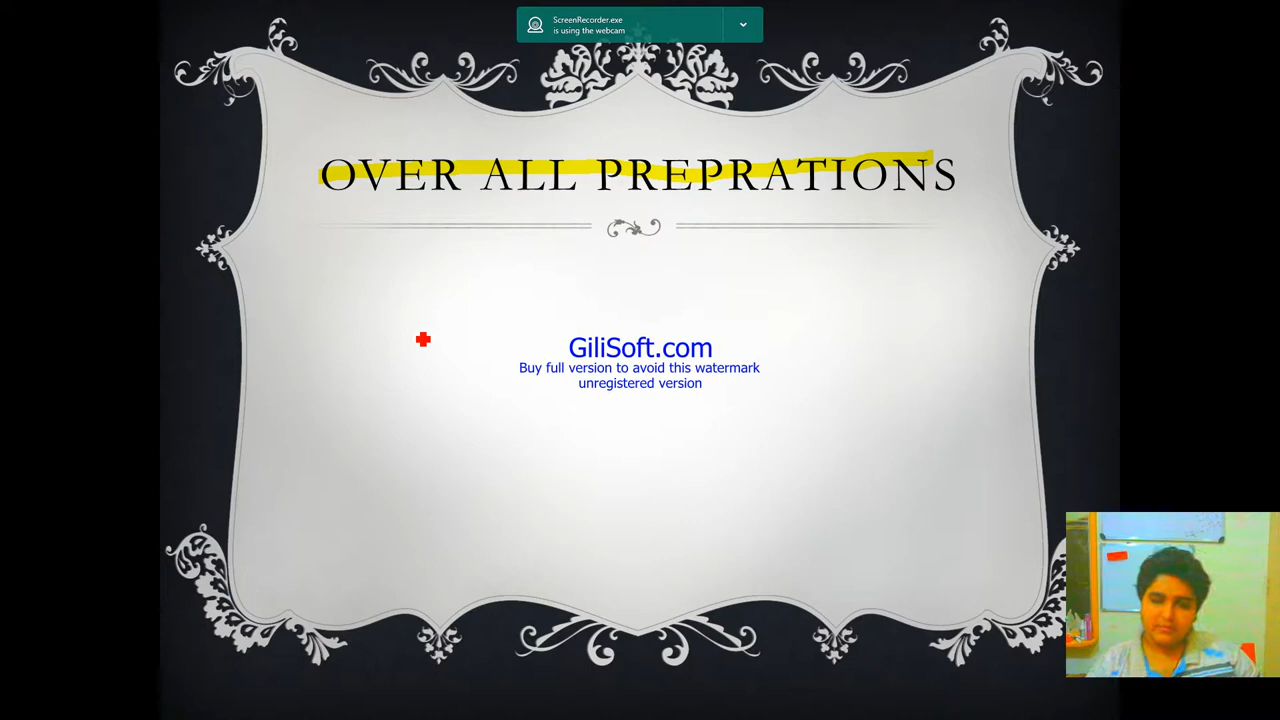 ScreenRecorder.exe
is using the webcam
OVER ALL PREPRATIONS
GiliSoft.com
Buy full version to avoid this watermark
unregistered version